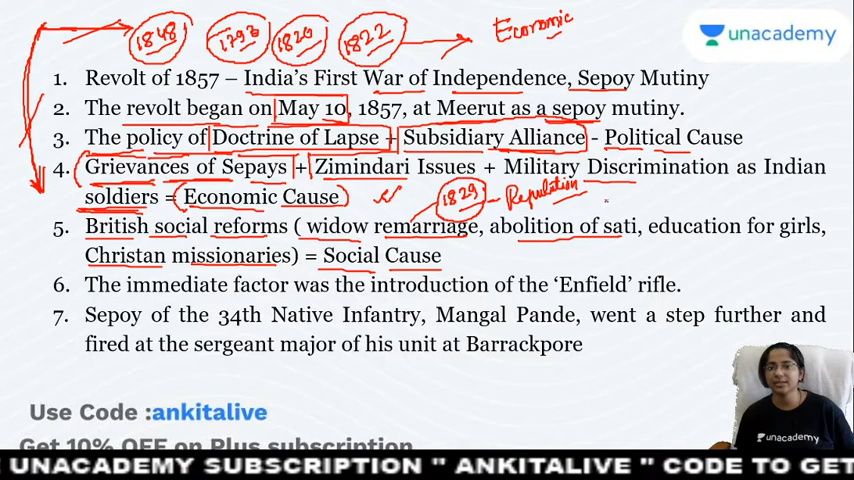 1848 1793 1820 1822 Economic
unacademy
1. Revolt of 1857 – India's First War of Independence, Sepoy Mutiny
2. The revolt began on May 10, 1857, at Meerut as a sepoy mutiny.
3. The policy of Doctrine of Lapse + Subsidiary Alliance - Political Cause
4. Grievances of Sepays + Zimindari Issues + Military Discrimination as Indian
soldiers = Economic Cause
1829 - Regulation
5. British social reforms ( widow remarriage, abolition of sati, education for girls,
Christan missionaries) = Social Cause
6. The immediate factor was the introduction of the 'Enfield' rifle.
7. Sepoy of the 34th Native Infantry, Mangal Pande, went a step further and
fired at the sergeant major of his unit at Barrackpore
unacademy
Use Code :ankitalive
Get 10% OFF on Plus subscription
UNACADEMY SUBSCRIPTION " ANKITALIVE " CODE TO GET